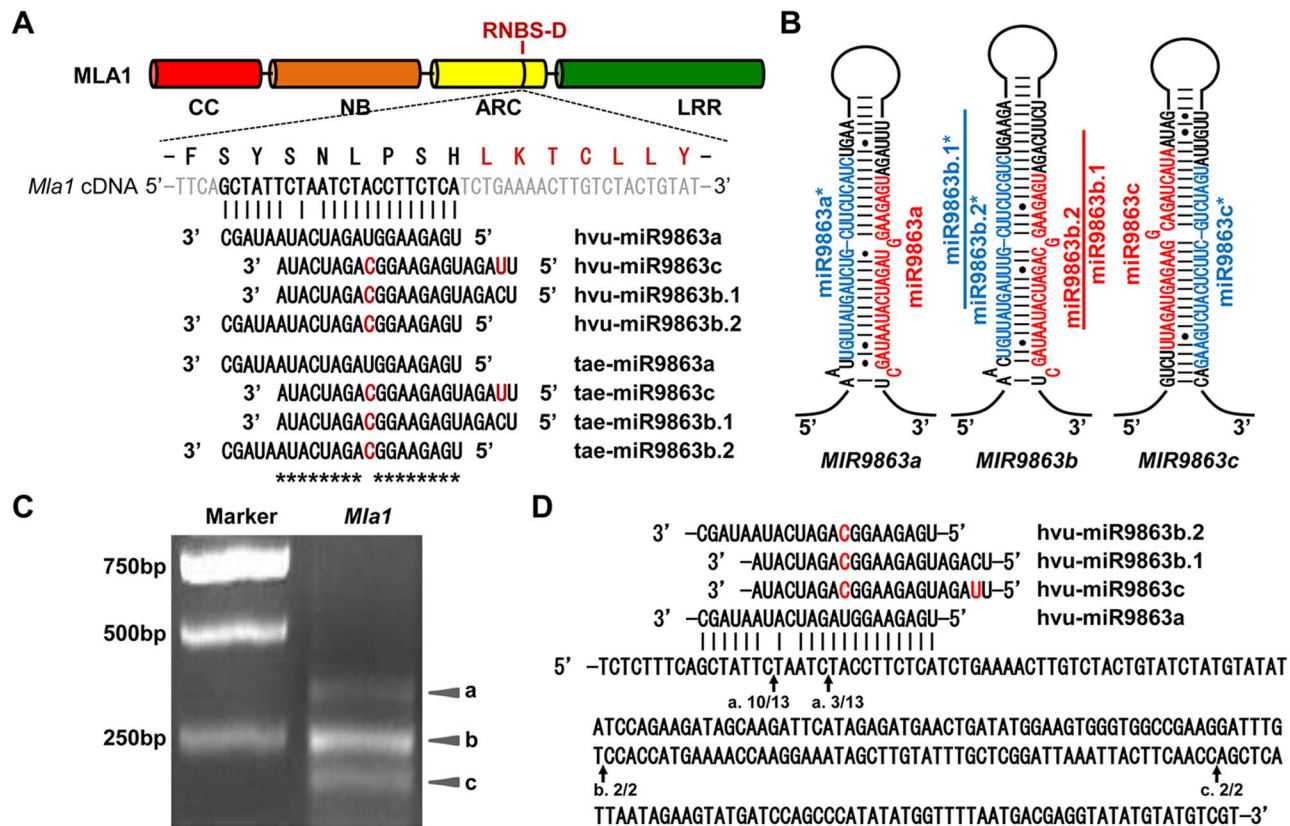 A
RNBS-D
MLA1
CC NB ARC LRR
– F S Y S N L P S H L K T C L L Y –
Mla1 cDNA 5’–TTCAGCTATTCTAATCTACCTTCTCATCTGAAAACTTGTCTACTGTAT–3’
3’ CGAUAAUACUAGAUGGAAGAGU 5’ hvu-miR9863a
3’ AUACUAGACGGAAGAGUAGAUU 5’ hvu-miR9863c
3’ AUACUAGACGGAAGAGUAGACU 5’ hvu-miR9863b.1
3’ CGAUAAUACUAGACGGAAGAGU 5’ hvu-miR9863b.2
3’ CGAUAAUACUAGAUGGAAGAGU 5’ tae-miR9863a
3’ AUACUAGACGGAAGAGUAGAUU 5’ tae-miR9863c
3’ AUACUAGACGGAAGAGUAGACU 5’ tae-miR9863b.1
3’ CGAUAAUACUAGACGGAAGAGU 5’ tae-miR9863b.2
******** ********
B
miR9863a*
miR9863a
5’ 3’
MIR9863a
miR9863b.1*
miR9863b.2*
miR9863b.2
miR9863b.1
5’ 3’
MIR9863b
miR9863c
miR9863c*
5’ 3’
MIR9863c
C
Marker Mla1
750bp
500bp
250bp
a
b
c
D
3’ –CGAUAAUACUAGACGGAAGAGU–5’ hvu-miR9863b.2
3’ –AUACUAGACGGAAGAGUAGACU–5’ hvu-miR9863b.1
3’ –AUACUAGACGGAAGAGUAGAUU–5’ hvu-miR9863c
3’ –CGAUAAUACUAGAUGGAAGAGU–5’ hvu-miR9863a
5’ –TCTCTTTCAGCTATTCTAATCTACCTTCTCATCTGAAAACTTGTCTACTGTATCTATGTATAT
a. 10/13 a. 3/13
ATCCAGAAGATAGCAAGATTCATAGAGATGAACTGATATGGAAGTGGGTGGCCGAAGGATTTG
TCCACCATGAAAACCAAGGAAATAGCTTGTATTTGCTCGGATTAAATTACTTCAACCAGCTCA
b. 2/2 c. 2/2
TTAATAGAAGTATGATCCAGCCCATATATGGTTTTAATGACGAGGTATATGTATGTCGT–3’